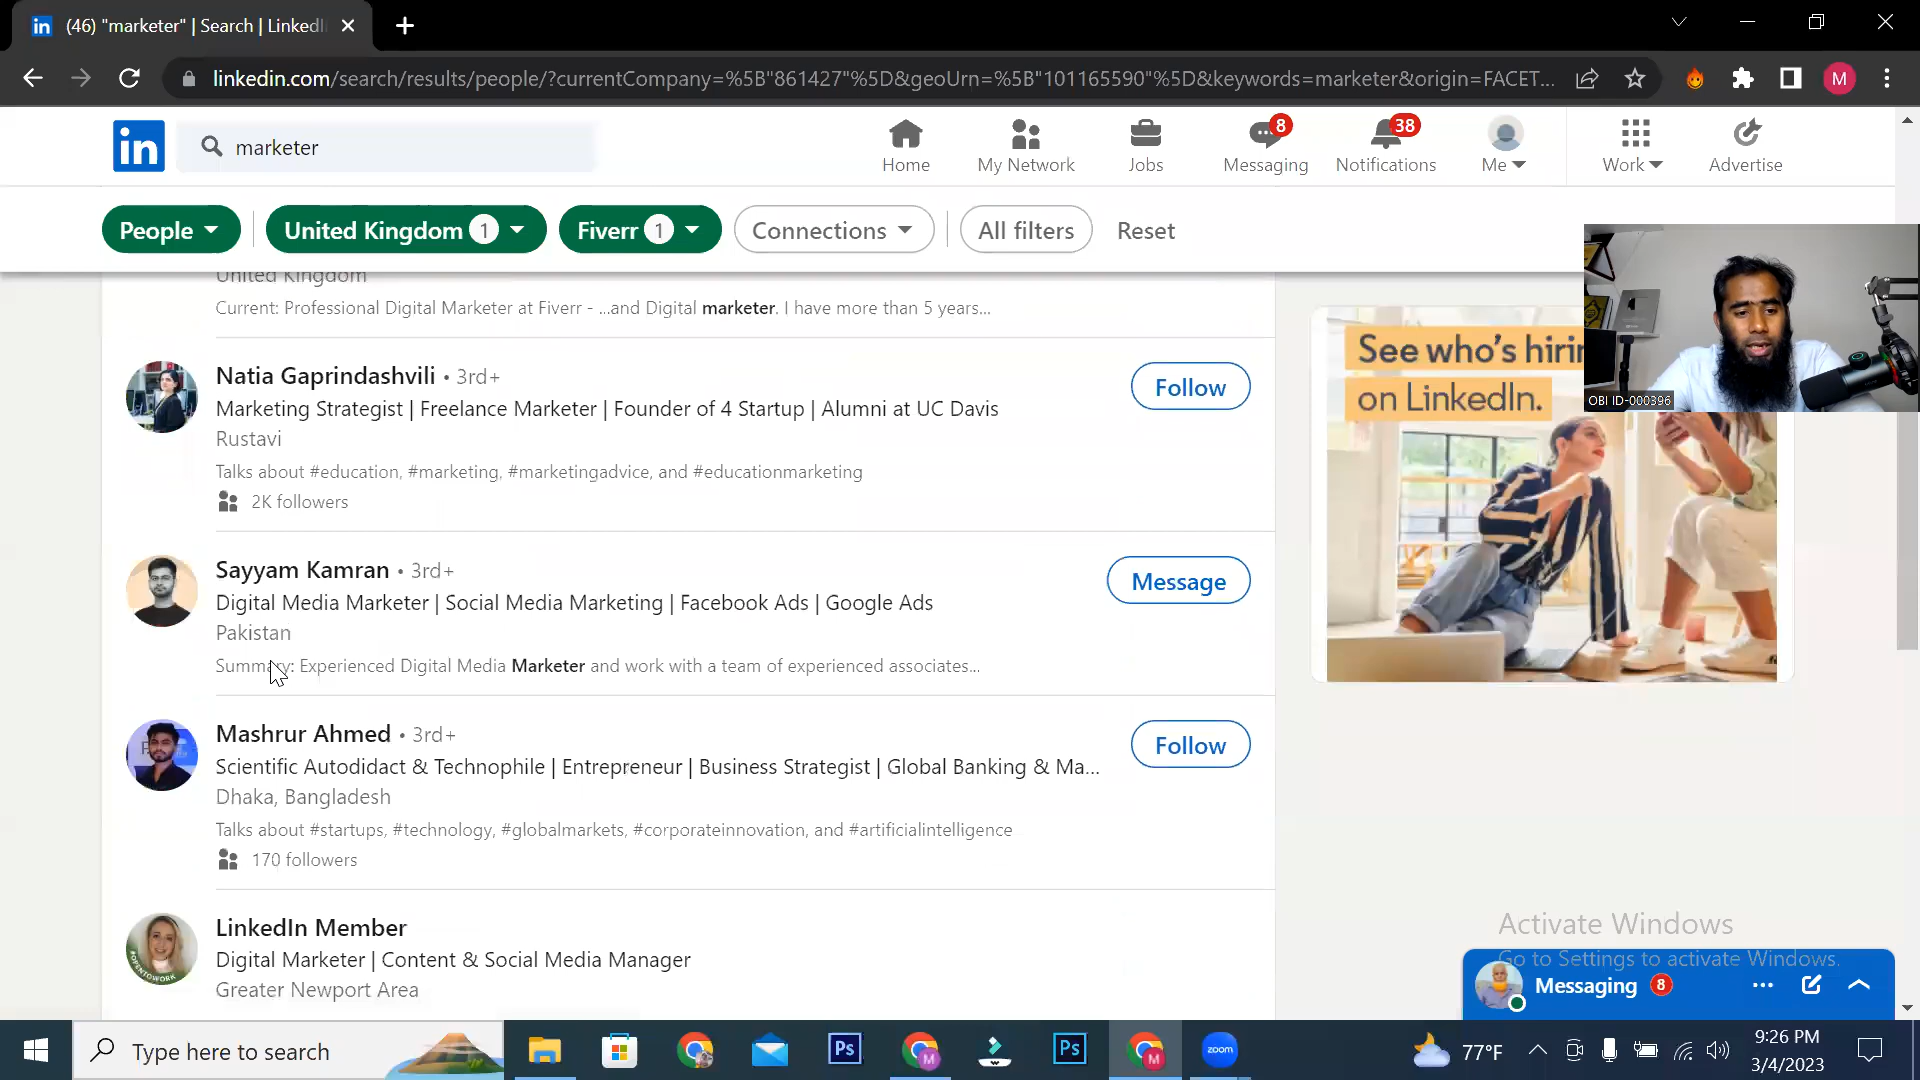 (46) "marketer" | Search | LinkedI
linkedin.com/search/results/people/?currentCompany=%5B"861427"%5D&geoUrn=%5B"101165590"%5D&keywords=marketer&origin=FACET...
M
in
marketer
Home
My Network
Jobs
8
Messaging
38
Notifications
Me
Work
Advertise
People
United Kingdom 1
Fiverr 1
Connections
All filters
Reset
United Kingdom
Current: Professional Digital Marketer at Fiverr - ...and Digital marketer. I have more than 5 years...
Natia Gaprindashvili • 3rd+
Marketing Strategist | Freelance Marketer | Founder of 4 Startup | Alumni at UC Davis
Rustavi
Talks about #education, #marketing, #marketingadvice, and #educationmarketing
2K followers
Follow
Sayyam Kamran • 3rd+
Digital Media Marketer | Social Media Marketing | Facebook Ads | Google Ads
Pakistan
Summary: Experienced Digital Media Marketer and work with a team of experienced associates...
Message
Mashrur Ahmed • 3rd+
Scientific Autodidact & Technophile | Entrepreneur | Business Strategist | Global Banking & Ma...
Dhaka, Bangladesh
Talks about #startups, #technology, #globalmarkets, #corporateinnovation, and #artificialintelligence
170 followers
Follow
LinkedIn Member
Digital Marketer | Content & Social Media Manager
Greater Newport Area
#OPENTOWORK
See who's hirin
on LinkedIn.
OBI ID-000396
Activate Windows
Go to Settings to activate Windows.
Messaging 8
Type here to search
Ps
M
Ps
M
zoom
77°F
9:26 PM
3/4/2023